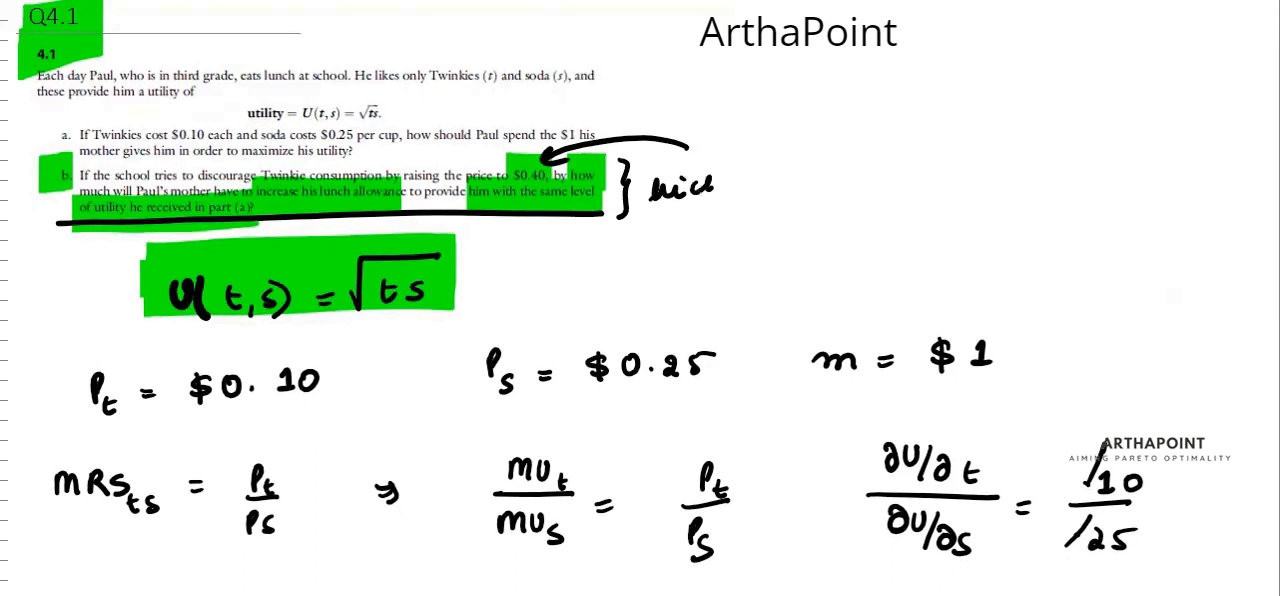 Q4.1
ArthaPoint
4.1
Each day Paul, who is in third grade, eats lunch at school. He likes only Twinkies (t) and soda (s), and
these provide him a utility of
utility = U(t, s) = √ts.
a. If Twinkies cost $0.10 each and soda costs $0.25 per cup, how should Paul spend the $1 his
mother gives him in order to maximize his utility?
b. If the school tries to discourage Twinkie consumption by raising the price to $0.40, by how
much will Paul's mother have to increase his lunch allowance to provide him with the same level
of utility he received in part (a)?
U(t,s) = √ts
Pt = $0.10 Ps = $0.25 m = $1
ARTHAPOINT
AIMING PARETO OPTIMALITY
MRSts = Pt/Ps ⇒ MUt/MUs = Pt/Ps ∂U/∂t / ∂U/∂s = /10 / /25